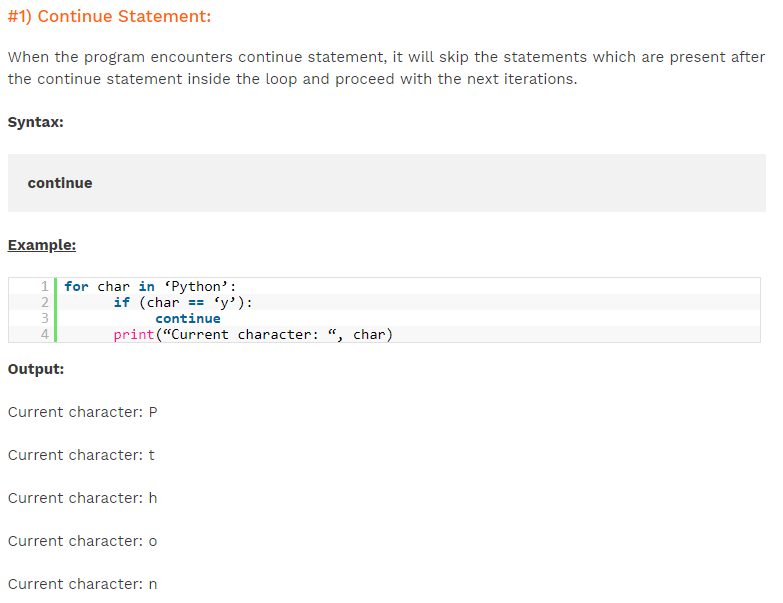 #1) Continue Statement:
When the program encounters continue statement, it will skip the statements which are present after
the continue statement inside the loop and proceed with the next iterations.
Syntax:
continue
Example:
1 for char in ‘Python’:
2 if (char == ‘y’):
3 continue
4 print(“Current character: “, char)
Output:
Current character: P
Current character: t
Current character: h
Current character: o
Current character: n